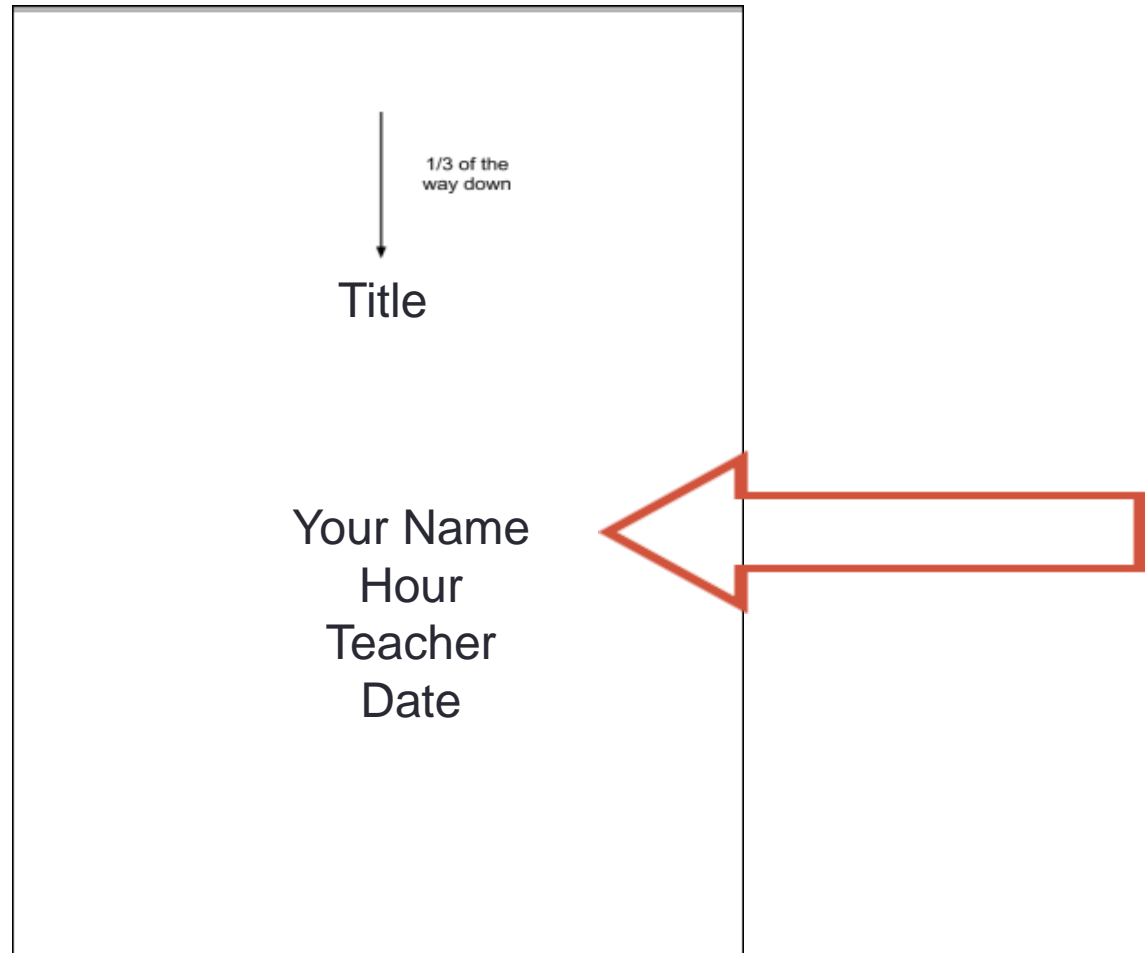 1/3 of the
way down
Title
Your Name
Hour
Teacher
Date